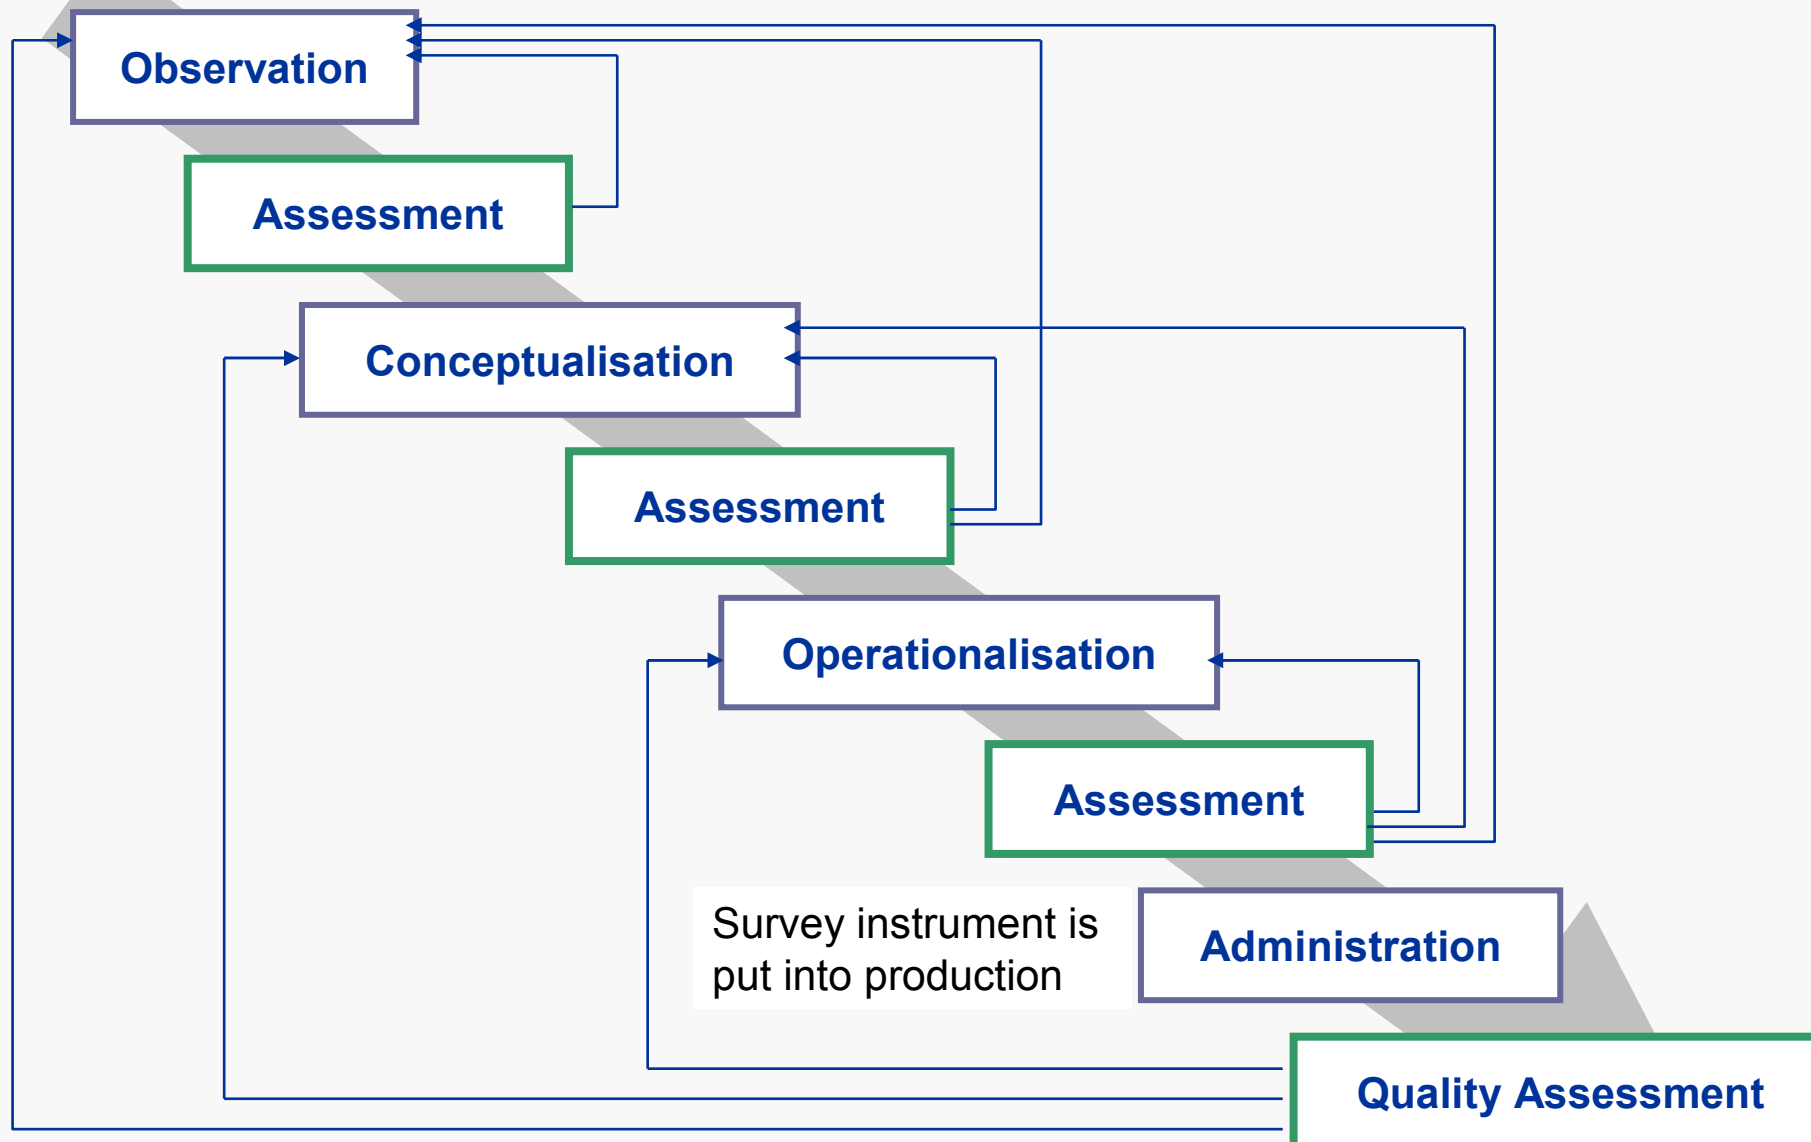 Observation
Assessment
Conceptualisation
Assessment
Operationalisation
Assessment
Survey instrument is
put into production
Administration
Quality Assessment